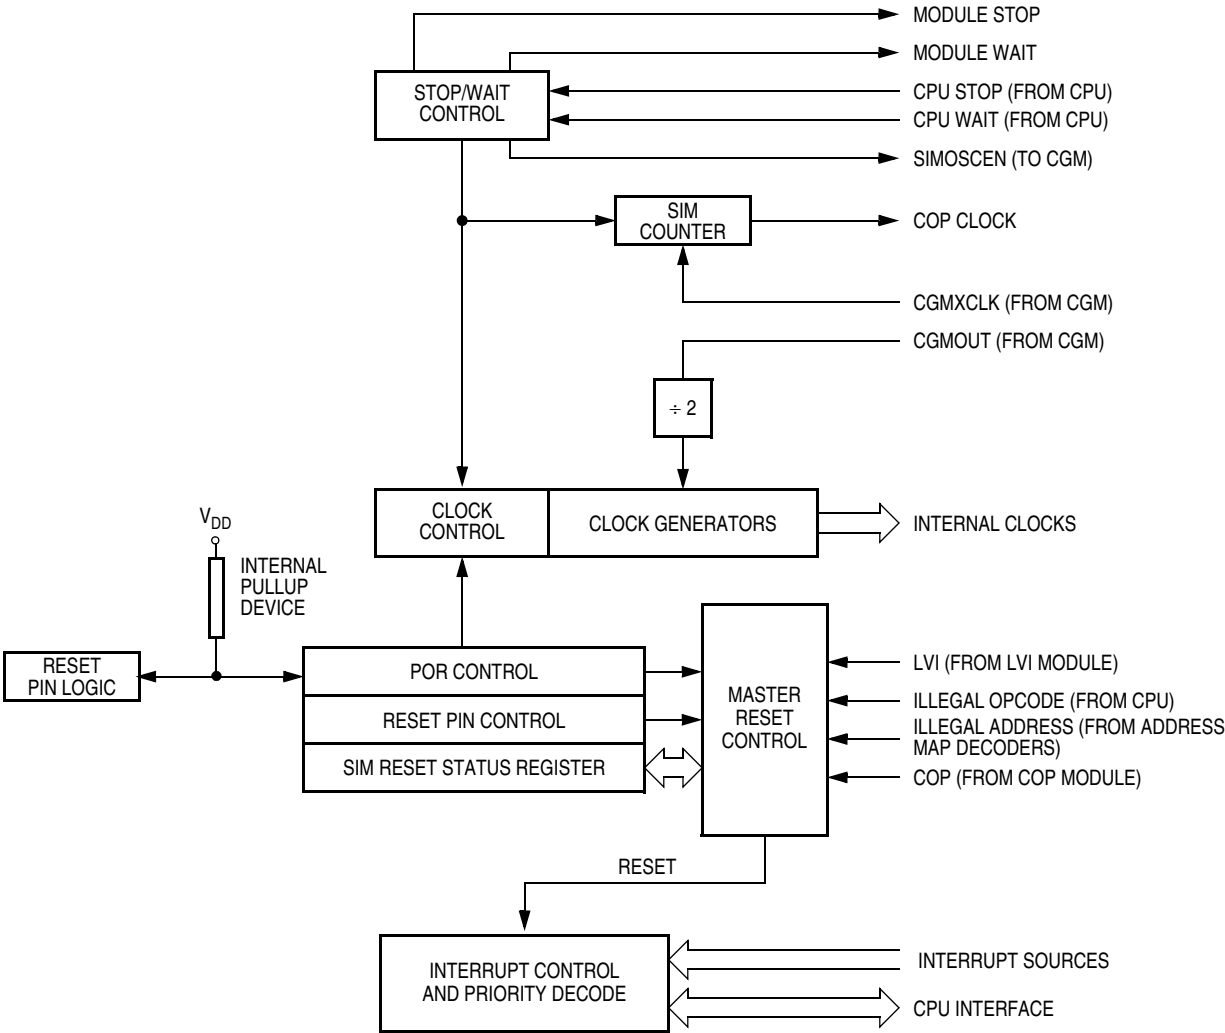 MODULE STOP
MODULE WAIT
STOP/WAIT
CONTROL
CPU STOP (FROM CPU)
CPU WAIT (FROM CPU)
SIMOSCEN (TO CGM)
SIM
COUNTER
COP CLOCK
CGMXCLK (FROM CGM)
CGMOUT (FROM CGM)
÷ 2
CLOCK
CONTROL
CLOCK GENERATORS
INTERNAL CLOCKS
VDD
INTERNAL
PULLUP
DEVICE
RESET
PIN LOGIC
POR CONTROL
RESET PIN CONTROL
SIM RESET STATUS REGISTER
MASTER
RESET
CONTROL
LVI (FROM LVI MODULE)
ILLEGAL OPCODE (FROM CPU)
ILLEGAL ADDRESS (FROM ADDRESS
MAP DECODERS)
COP (FROM COP MODULE)
RESET
INTERRUPT CONTROL
AND PRIORITY DECODE
INTERRUPT SOURCES
CPU INTERFACE